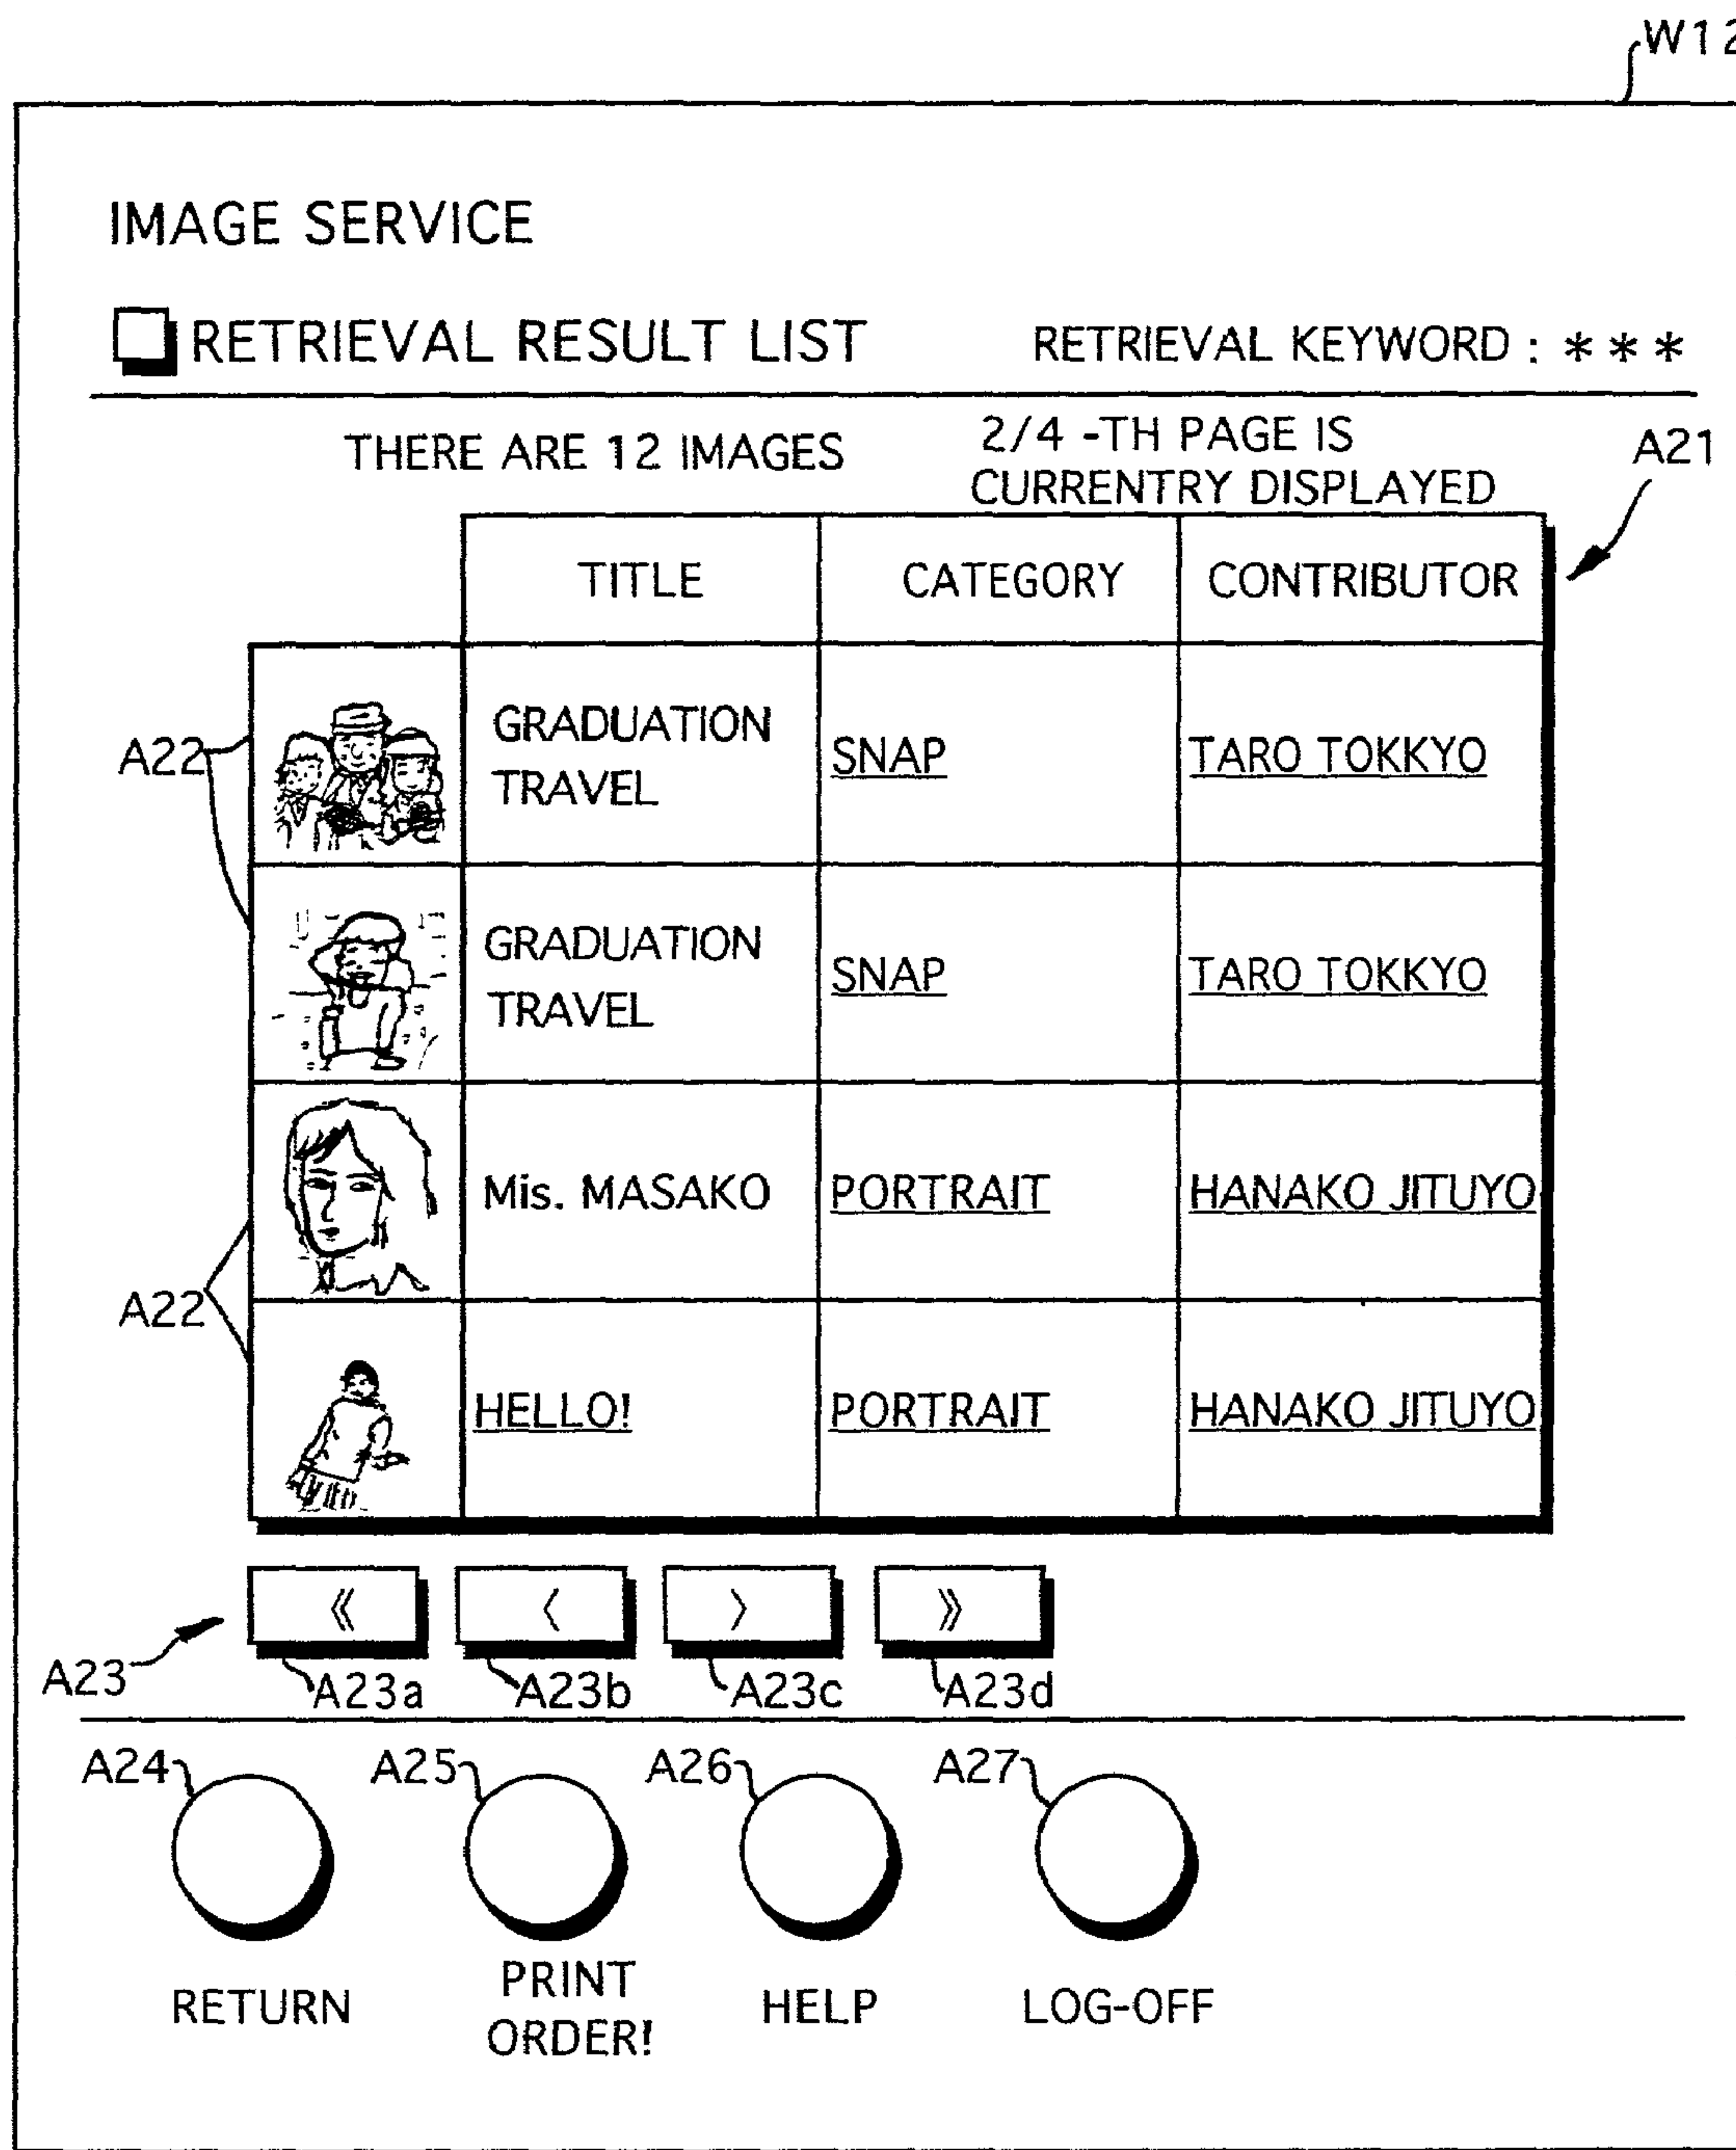 W12
IMAGE SERVICE
RETRIEVAL RESULT LIST RETRIEVAL KEYWORD : ***
THERE ARE 12 IMAGES 2/4 -TH PAGE IS
CURRENTRY DISPLAYED
A21
TITLE CATEGORY CONTRIBUTOR
A22
GRADUATION
TRAVEL
SNAP TARO TOKKYO
GRADUATION
TRAVEL
SNAP TARO TOKKYO
Mis. MASAKO PORTRAIT HANAKO JITUYO
A22
HELLO! PORTRAIT HANAKO JITUYO
« < > »
A23 A23a A23b A23c A23d
A24 A25 A26 A27
RETURN PRINT
ORDER! HELP LOG-OFF